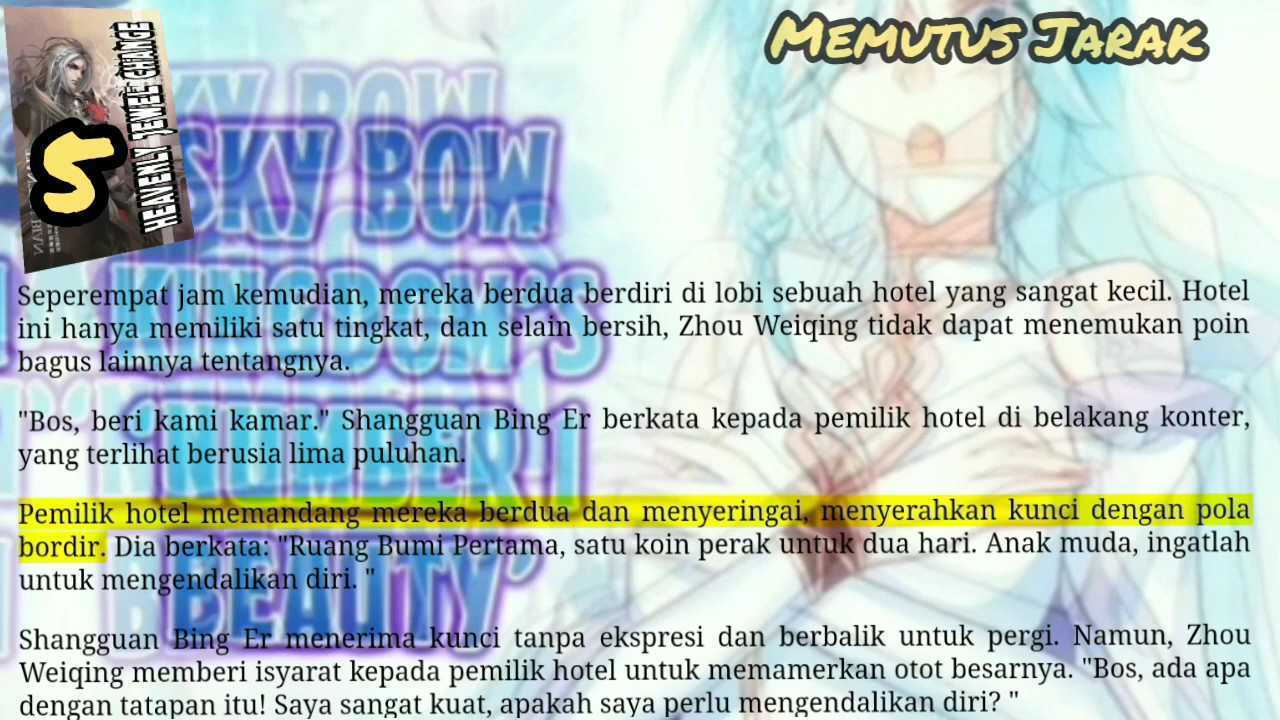 Memutus Jarak
HEAVENLY JEWEL CHANGE
5
SKY BOW
KINGDOM'S
NUMBER 1
BEAUTY
Seperempat jam kemudian, mereka berdua berdiri di lobi sebuah hotel yang sangat kecil. Hotel
ini hanya memiliki satu tingkat, dan selain bersih, Zhou Weiqing tidak dapat menemukan poin
bagus lainnya tentangnya.
"Bos, beri kami kamar." Shangguan Bing Er berkata kepada pemilik hotel di belakang konter,
yang terlihat berusia lima puluhan.
Pemilik hotel memandang mereka berdua dan menyeringai, menyerahkan kunci dengan pola
bordir. Dia berkata: "Ruang Bumi Pertama, satu koin perak untuk dua hari. Anak muda, ingatlah
untuk mengendalikan diri. "
Shangguan Bing Er menerima kunci tanpa ekspresi dan berbalik untuk pergi. Namun, Zhou
Weiqing memberi isyarat kepada pemilik hotel untuk memamerkan otot besarnya. "Bos, ada apa
dengan tatapan itu! Saya sangat kuat, apakah saya perlu mengendalikan diri? "